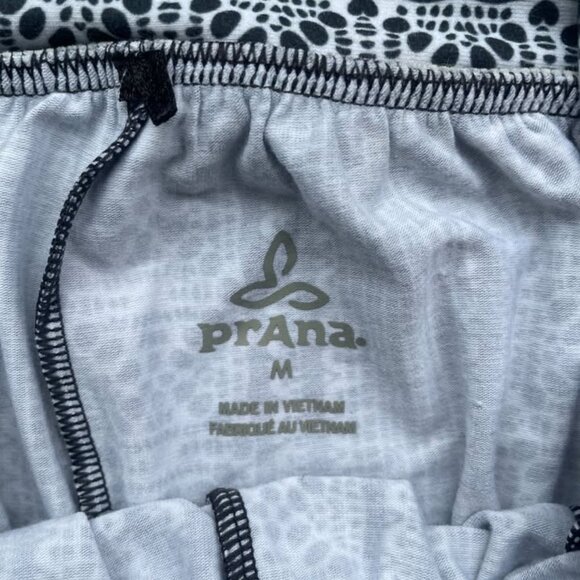 prAna.
M
MADE IN VIETNAM
FABRIQUÉ AU VIETNAM